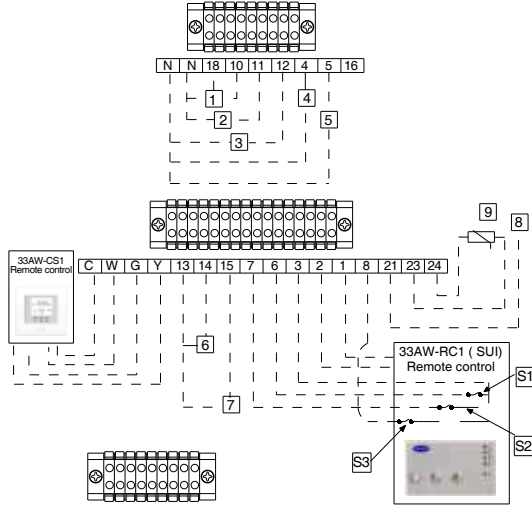 N N 18 10 11 12 4 5 16
1
4
2
5
3
9
8
33AW-CS1
Remote control
C W G Y 13 14 15 7 6 3 2 1 8 21 23 24
6
33AW-RC1 ( SUI)
Remote control
7
S1
S2
S3